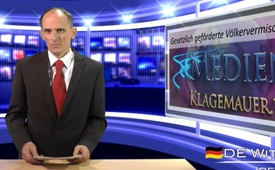 Gesetzlich geförderte Völkervermisc
MEDIEN
KLAGEMAUER
DE WIT